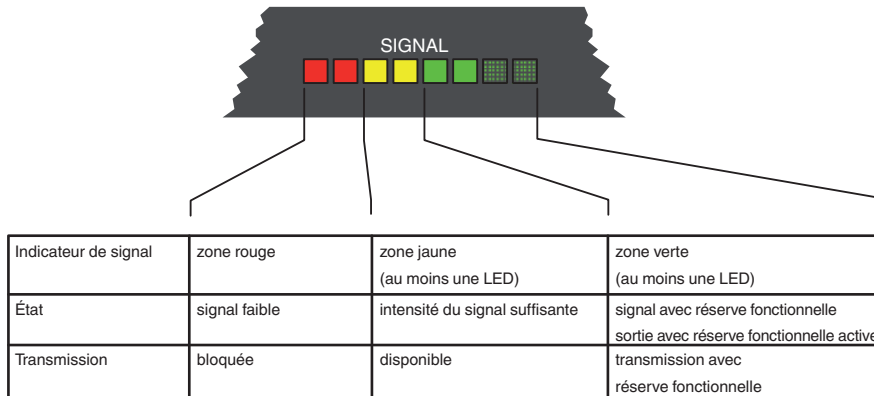 SIGNAL
Indicateur de signal
zone rouge
zone jaune
(au moins une LED)
zone verte
(au moins une LED)
État
signal faible
intensité du signal suffisante
signal avec réserve fonctionnelle
sortie avec réserve fonctionnelle active
Transmission
bloquée
disponible
transmission avec
réserve fonctionnelle